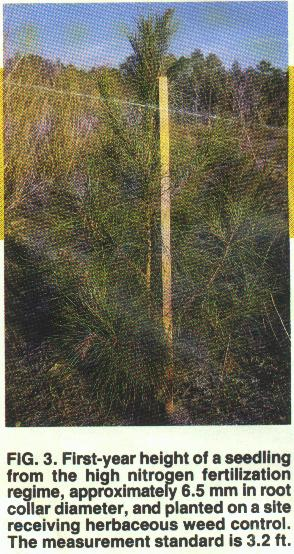 FIG. 3. First-year height of a seedling
from the high nitrogen fertilization
regime, approximately 6.5 mm in root
collar diameter, and planted on a site
receiving herbaceous weed control.
The measurement standard is 3.2 ft.